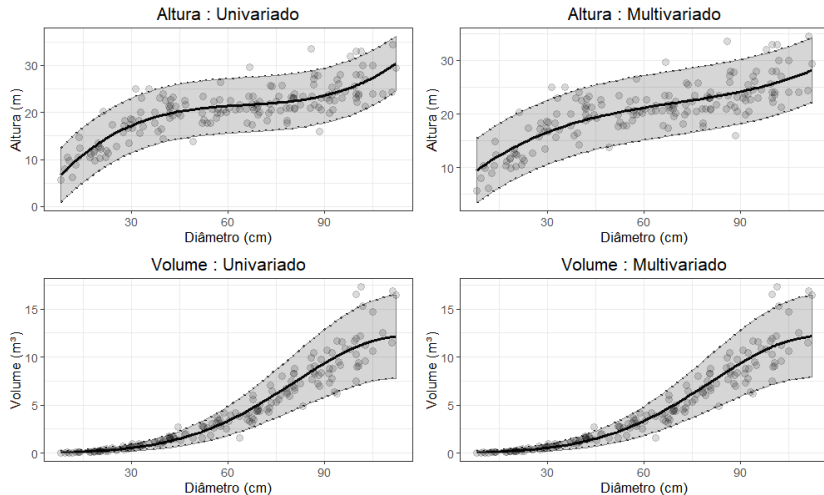 Altura : Univariado
Altura (m)
30
20
10
0
30
60
90
Diâmetro (cm)
Altura : Multivariado
Altura (m)
30
20
10
30
60
90
Diâmetro (cm)
Volume : Univariado
Volume (m³)
15
10
5
0
30
60
90
Diâmetro (cm)
Volume : Multivariado
Volume (m³)
15
10
5
0
30
60
90
Diâmetro (cm)